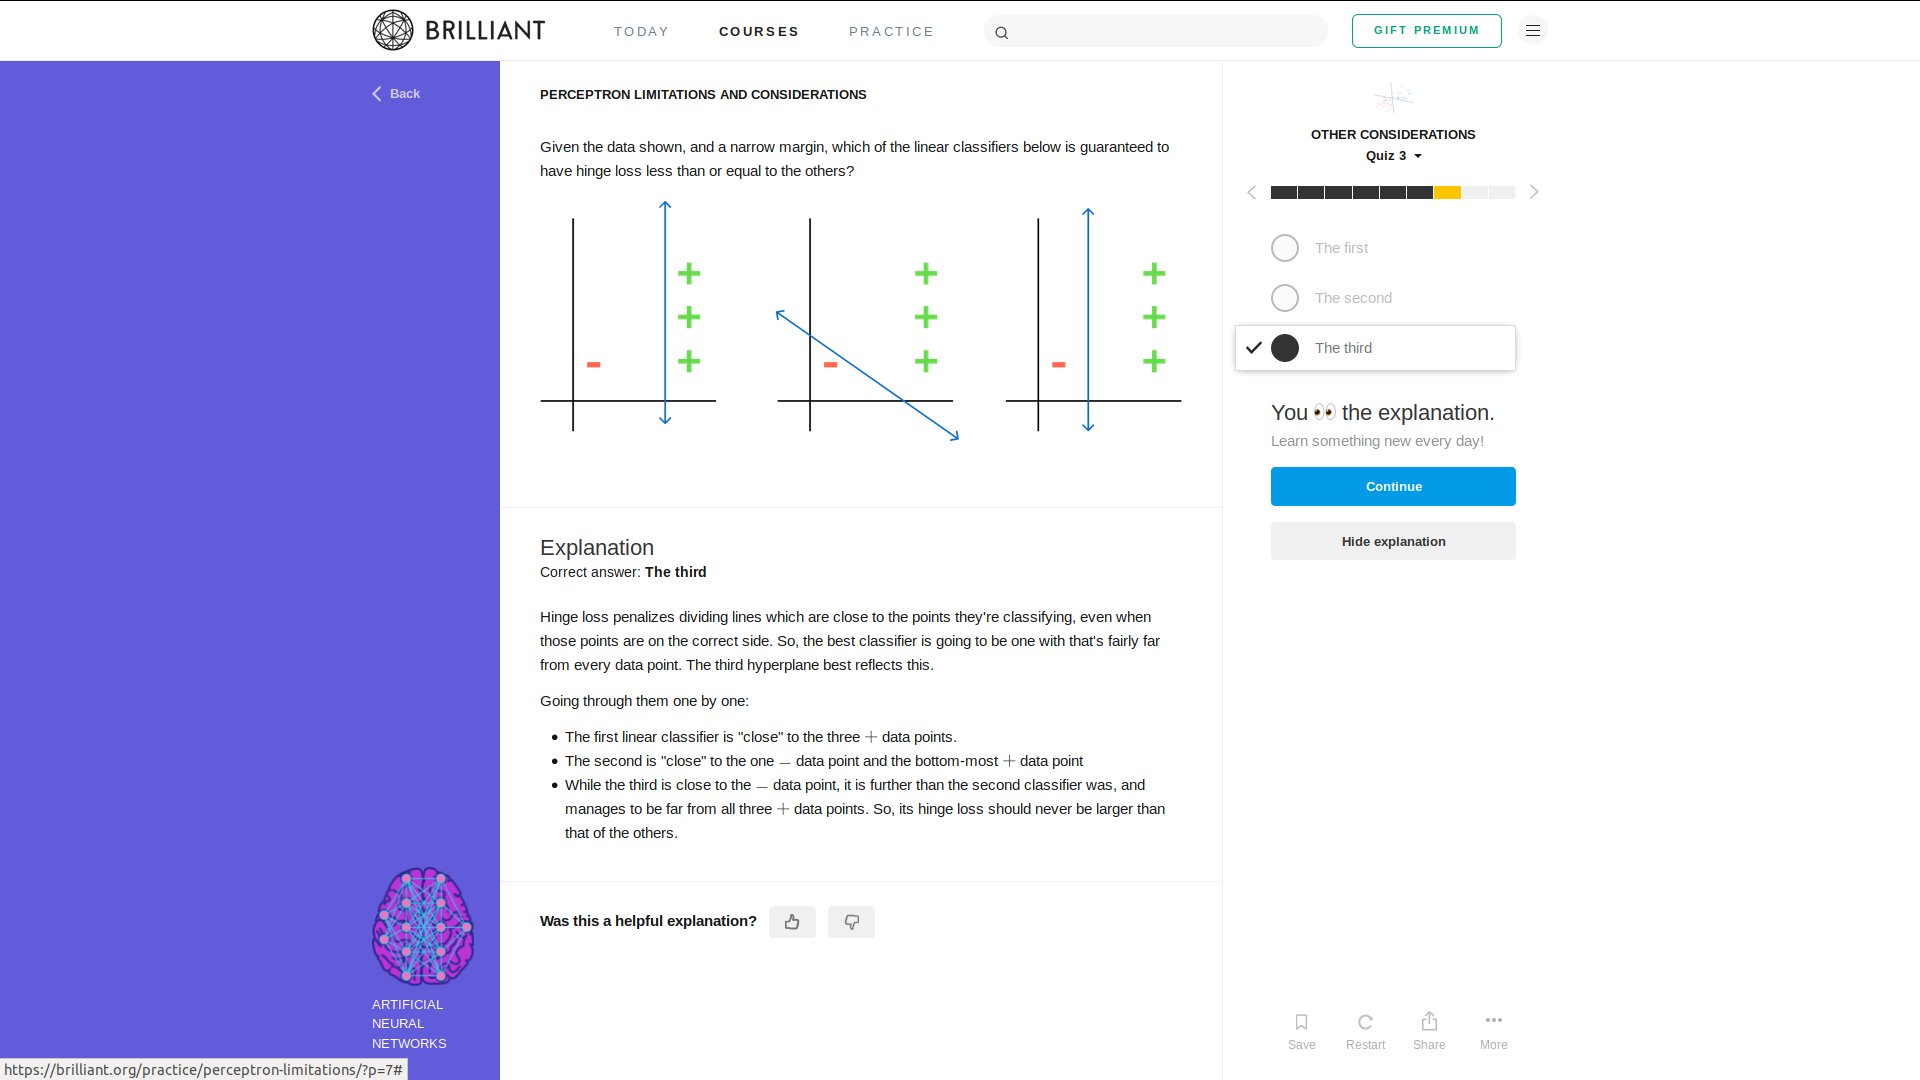 BRILLIANT
TODAY
COURSES
PRACTICE
GIFT PREMIUM
Back
PERCEPTRON LIMITATIONS AND CONSIDERATIONS
Given the data shown, and a narrow margin, which of the linear classifiers below is guaranteed to
have hinge loss less than or equal to the others?
OTHER CONSIDERATIONS
Quiz 3
The first
The second
The third
You 👀 the explanation.
Learn something new every day!
Continue
Hide explanation
Explanation
Correct answer: The third
Hinge loss penalizes dividing lines which are close to the points they're classifying, even when
those points are on the correct side. So, the best classifier is going to be one with that's fairly far
from every data point. The third hyperplane best reflects this.
Going through them one by one:
• The first linear classifier is "close" to the three + data points.
• The second is "close" to the one − data point and the bottom-most + data point
• While the third is close to the − data point, it is further than the second classifier was, and
manages to be far from all three + data points. So, its hinge loss should never be larger than
that of the others.
Was this a helpful explanation?
ARTIFICIAL
NEURAL
NETWORKS
Save
Restart
Share
More
https://brilliant.org/practice/perceptron-limitations/?p=7#